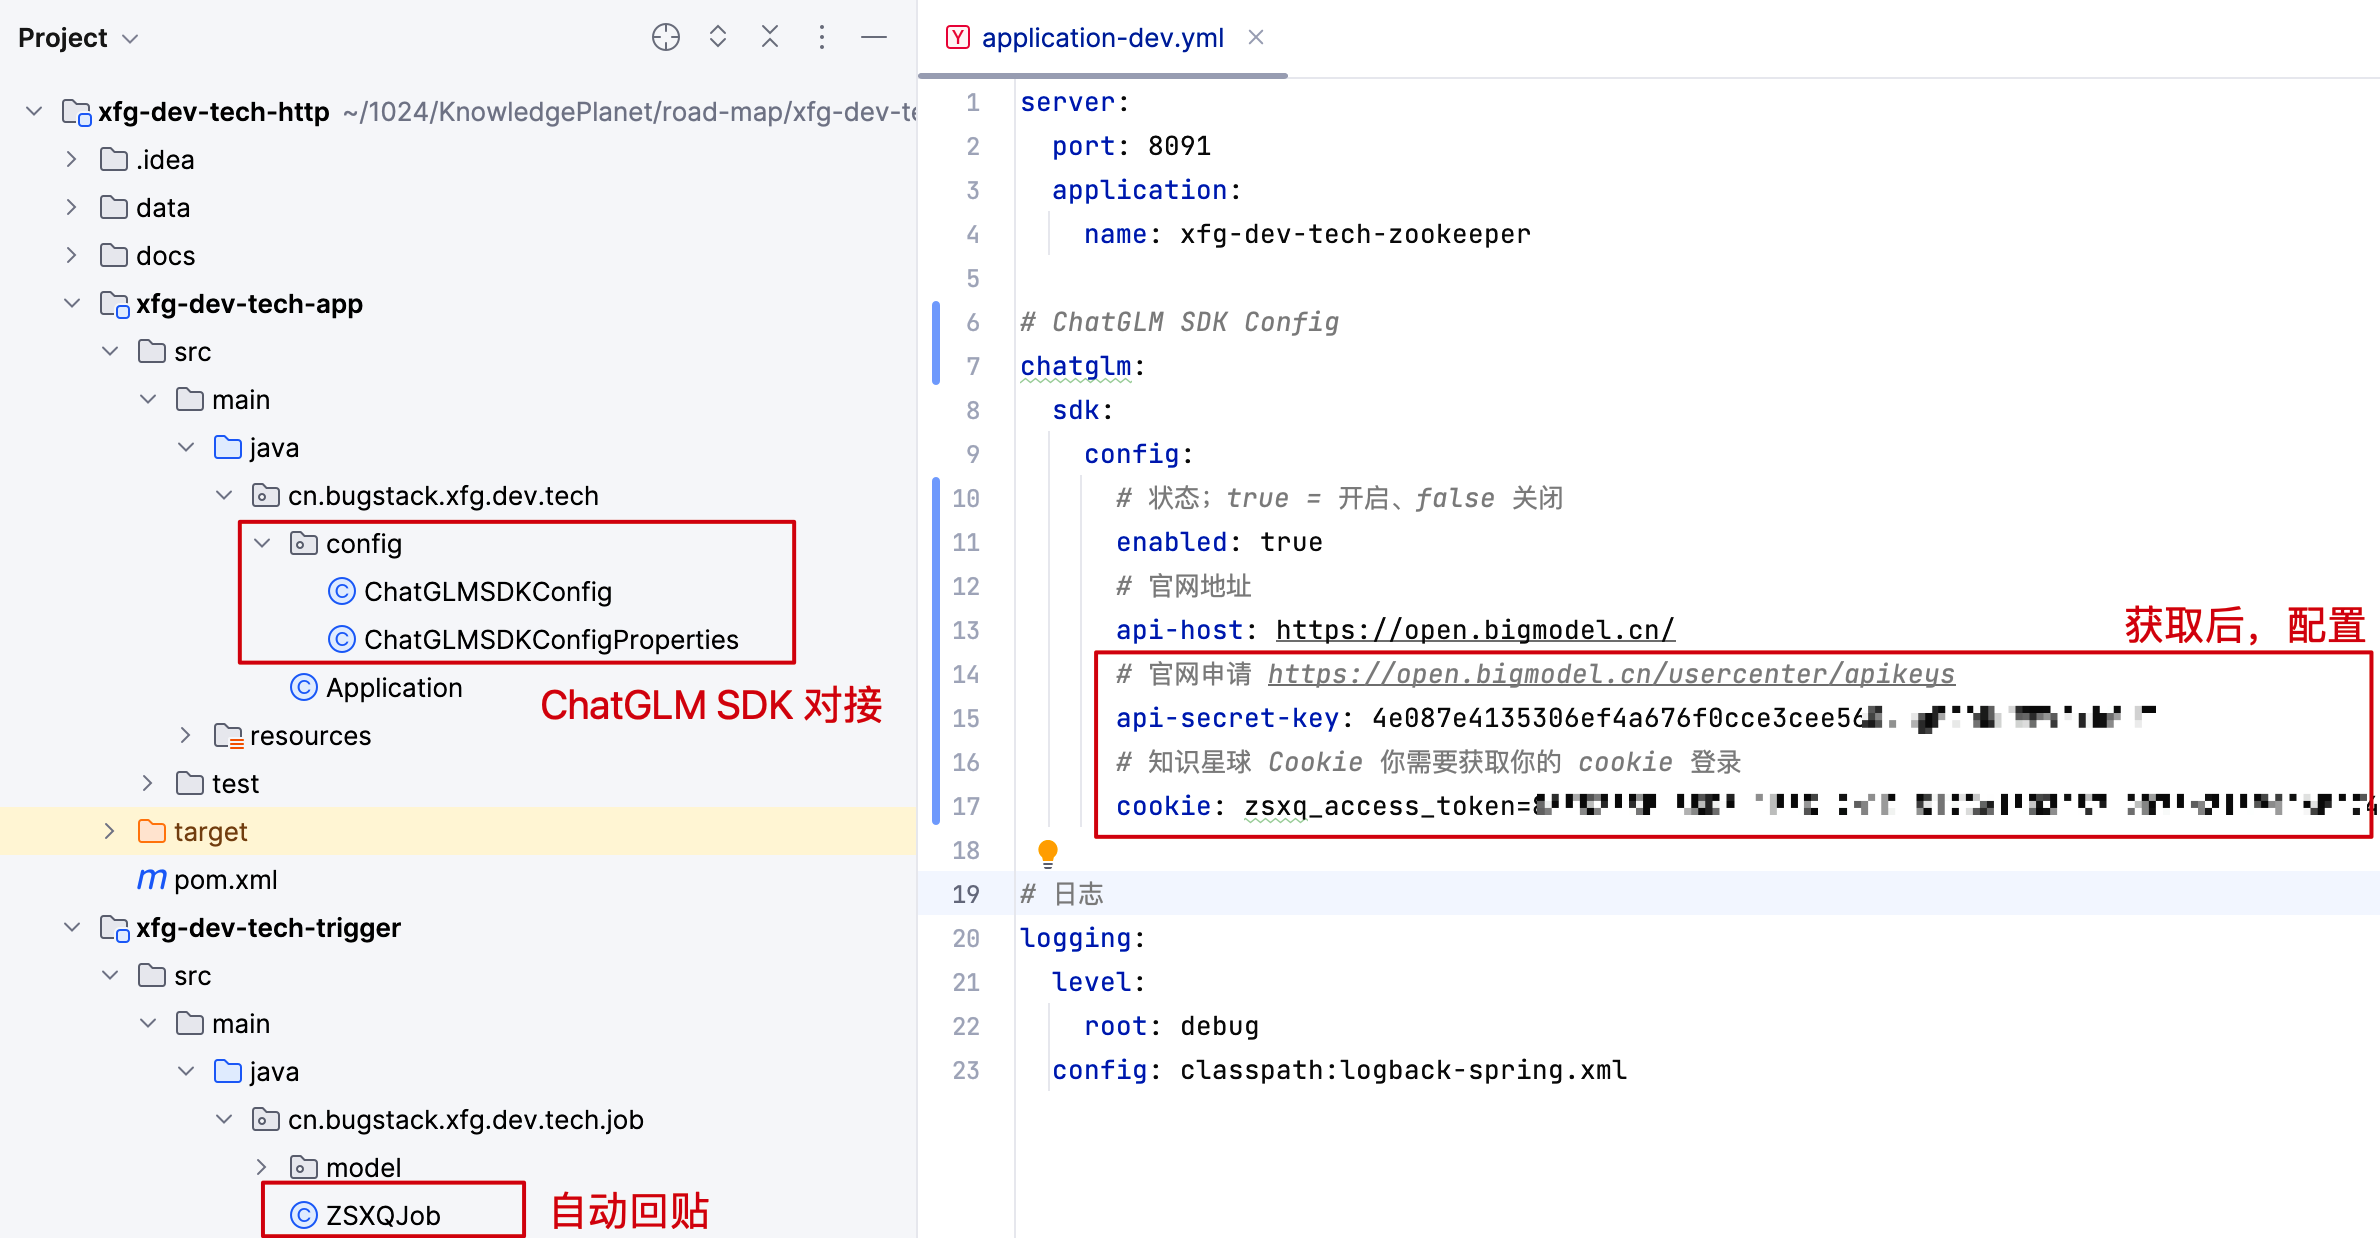 Project
xfg-dev-tech-http ~/1024/KnowledgePlanet/road-map/xfg-dev-te
.idea
data
docs
xfg-dev-tech-app
src
main
java
cn.bugstack.xfg.dev.tech
config
ChatGLMSDKConfig
ChatGLMSDKConfigProperties
Application
ChatGLM SDK 对接
resources
test
target
pom.xml
xfg-dev-tech-trigger
src
main
java
cn.bugstack.xfg.dev.tech.job
model
ZSXQJob
自动回贴
application-dev.yml
1 server:
2 port: 8091
3 application:
4 name: xfg-dev-tech-zookeeper
5
6 # ChatGLM SDK Config
7 chatglm:
8 sdk:
9 config:
10 # 状态；true = 开启、false 关闭
11 enabled: true
12 # 官网地址
13 api-host: https://open.bigmodel.cn/
获取后，配置
14 # 官网申请 https://open.bigmodel.cn/usercenter/apikeys
15 api-secret-key: 4e087e4135306ef4a676f0cce3cee56
16 # 知识星球 Cookie 你需要获取你的 cookie 登录
17 cookie: zsxq_access_token=
18
19 # 日志
20 logging:
21 level:
22 root: debug
23 config: classpath:logback-spring.xml